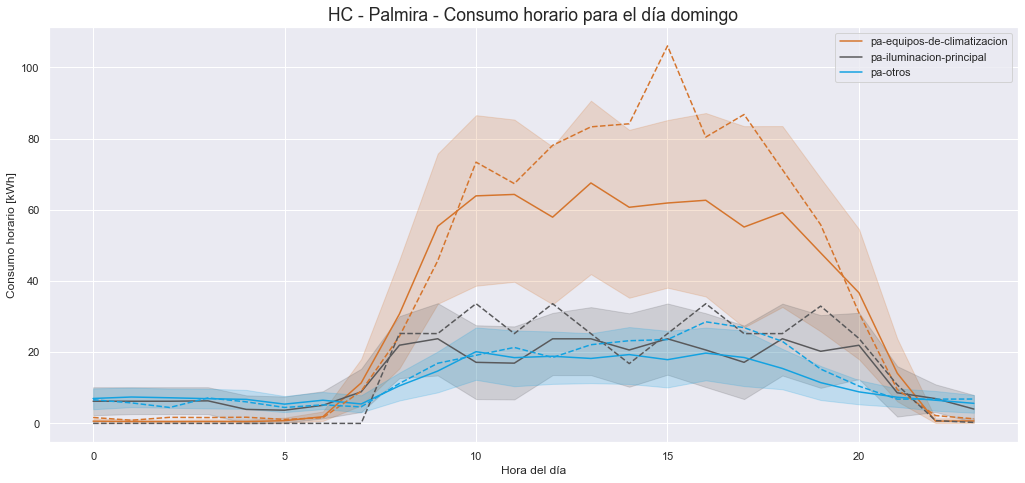 HC - Palmira - Consumo horario para el día domingo
pa-equipos-de-climatizacion
pa-iluminacion-principal
pa-otros
Consumo horario [kWh]
100
80
60
40
20
0
0 5 10 15 20
Hora del día